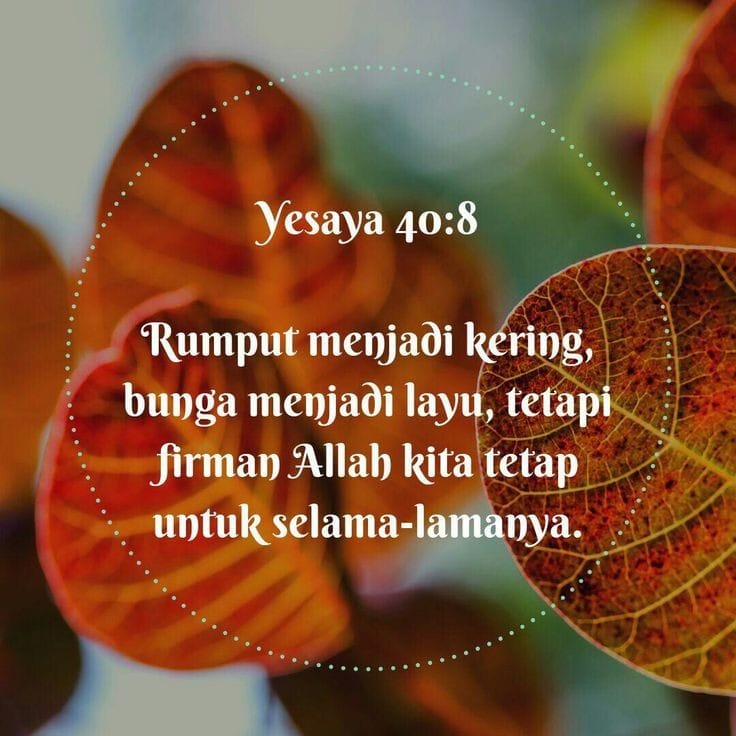 Yesaya 40:8
Rumput menjadi kering,
bunga menjadi layu, tetapi
firman Allah kita tetap
untuk selama-lamanya.